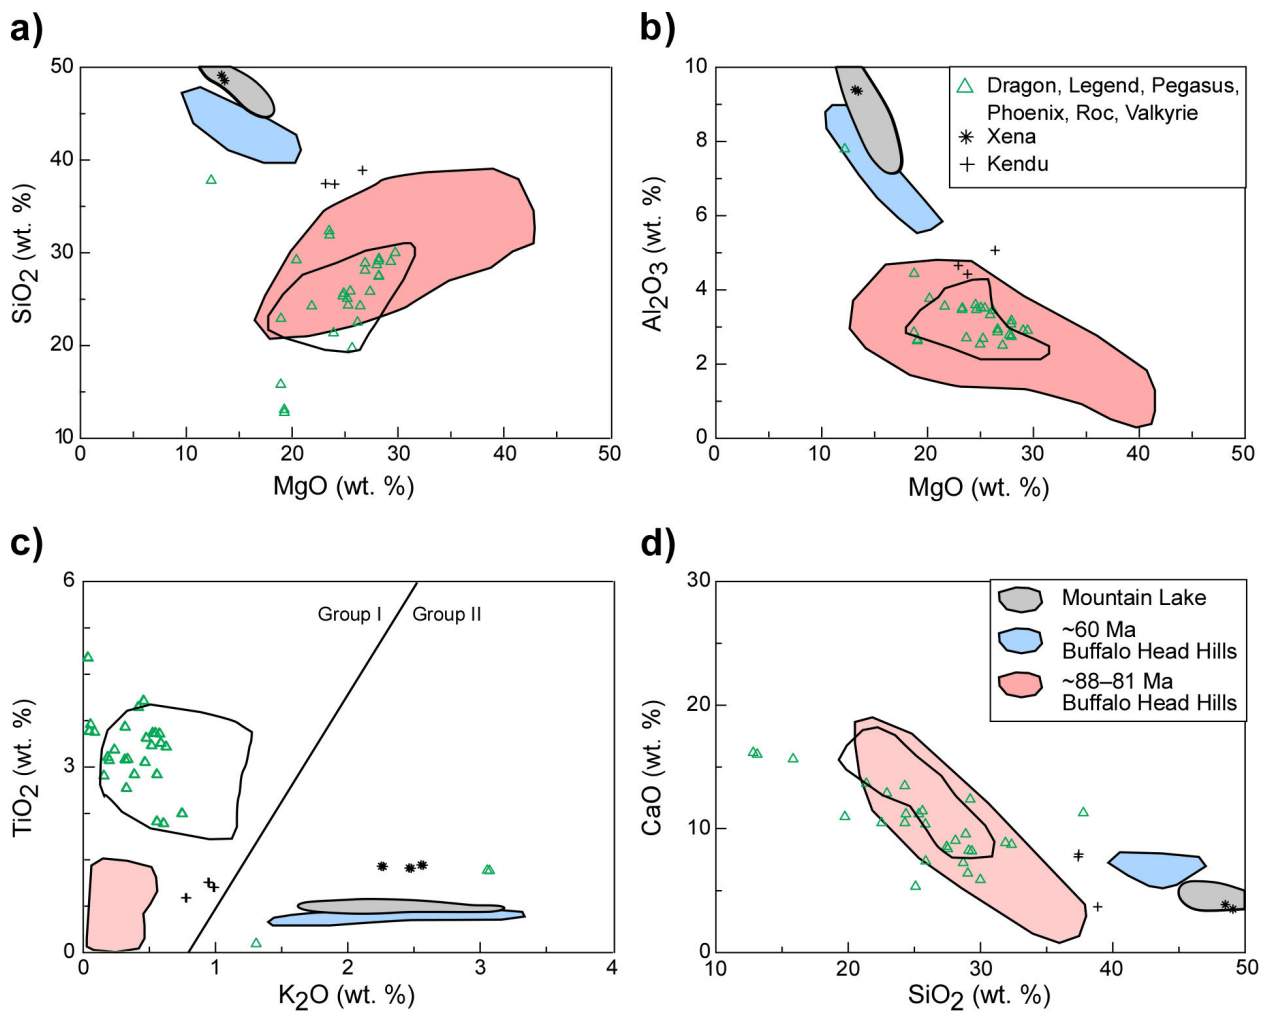 a)
50
40
30
20
10
0
10
20
30
40
50
SiO2 (wt. %)
MgO (wt. %)
b)
10
8
6
4
2
0
0
10
20
30
40
50
Al2O3 (wt. %)
MgO (wt. %)
Dragon, Legend, Pegasus,
Phoenix, Roc, Valkyrie
Xena
Kendu
c)
6
3
0
0
1
2
3
4
TiO2 (wt. %)
K2O (wt. %)
Group I
Group II
d)
30
20
10
0
10
20
30
40
50
CaO (wt. %)
SiO2 (wt. %)
Mountain Lake
~60 Ma
Buffalo Head Hills
~88–81 Ma
Buffalo Head Hills